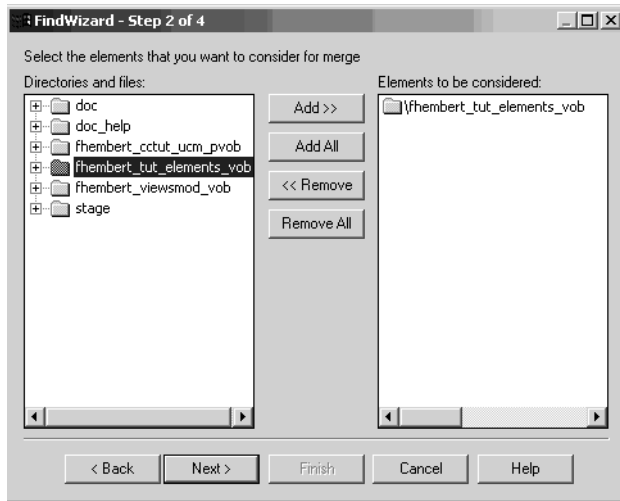 FindWizard - Step 2 of 4
Select the elements that you want to consider for merge
Directories and files:
doc
doc_help
fhembert_cctut_ucm_pvob
fhembert_tut_elements_vob
fhembert_viewsmod_vob
stage
Add >>
Add All
<< Remove
Remove All
Elements to be considered:
\fhembert_tut_elements_vob
< Back
Next >
Finish
Cancel
Help